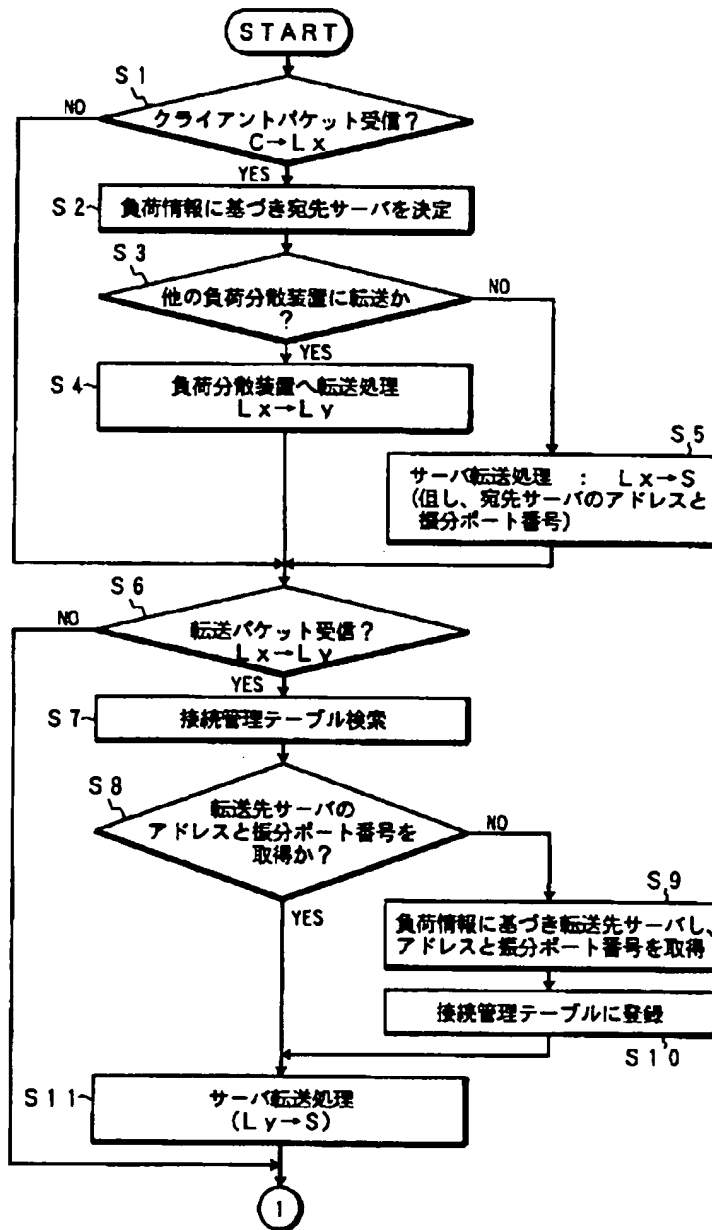 START
S1
NO
クライアントパケット受信?
C→Lx
YES
S2
負荷情報に基づき宛先サーバを決定
S3
他の負荷分散装置に転送か
?
NO
YES
S4
負荷分散装置へ転送処理
Lx→Ly
S5
サーバ転送処理 : Lx→S
(但し、宛先サーバのアドレスと
振分ポート番号)
S6
NO
転送パケット受信?
Lx→Ly
YES
S7
接続管理テーブル検索
S8
転送先サーバの
アドレスと振分ポート番号を
取得か?
NO
YES
S9
負荷情報に基づき転送先サーバし、
アドレスと振分ポート番号を取得
接続管理テーブルに登録
S10
S11
サーバ転送処理
(Ly→S)
1